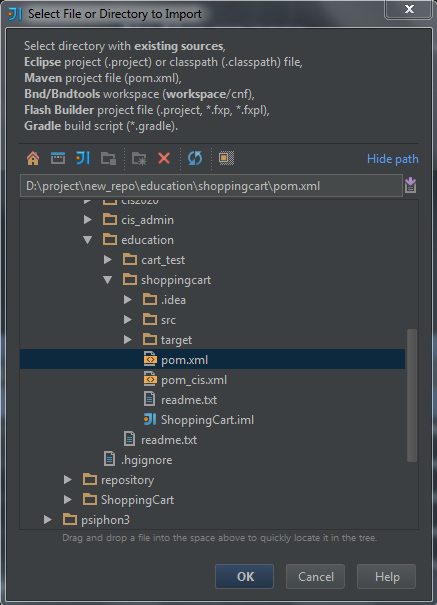 Select File or Directory to Import
Select directory with existing sources,
Eclipse project (.project) or classpath (.classpath) file,
Maven project file (pom.xml),
Bnd/Bndtools workspace (workspace/cnf),
Flash Builder project file (.project, *.fxp, *.fxpl),
Gradle build script (*.gradle).
Hide path
D:\project\new_repo\education\shoppingcart\pom.xml
cis2020
cis_admin
education
cart_test
shoppingcart
.idea
src
target
pom.xml
pom_cis.xml
readme.txt
ShoppingCart.iml
readme.txt
.hgignore
repository
ShoppingCart
psiphon3
Drag and drop a file into the space above to quickly locate it in the tree.
OK Cancel Help